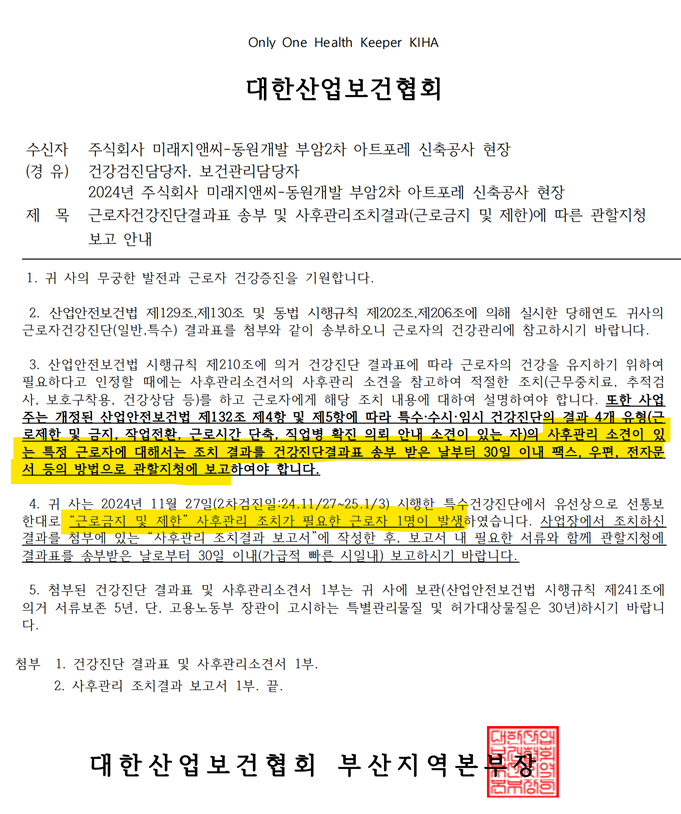 Only One Health Keeper KIHA
대한산업보건협회
수신자 주식회사 미래지앤씨-동원개발 부암2차 아트포레 신축공사 현장
(경 유) 건강검진담당자, 보건관리담당자
2024년 주식회사 미래지앤씨-동원개발 부암2차 아트포레 신축공사 현장
제 목 근로자건강진단결과표 송부 및 사후관리조치결과(근로금지 및 제한)에 따른 관할지청
보고 안내
1. 귀 사의 무궁한 발전과 근로자 건강증진을 기원합니다.
2. 산업안전보건법 제129조,제130조 및 동법 시행규칙 제202조,제206조에 의해 실시한 당해연도 귀사의
근로자건강진단(일반,특수) 결과표를 첨부와 같이 송부하오니 근로자의 건강관리에 참고하시기 바랍니다.
3. 산업안전보건법 시행규칙 제210조에 의거 건강진단 결과표에 따라 근로자의 건강을 유지하기 위하여
필요하다고 인정할 때에는 사후관리소견서의 사후관리 소견을 참고하여 적절한 조치(근무중치료, 추적검
사, 보호구착용, 건강상담 등)를 하고 근로자에게 해당 조치 내용에 대하여 설명하여야 합니다. 또한 사업
주는 개정된 산업안전보건법 제132조 제4항 및 제5항에 따라 특수·수시·임시 건강진단의 결과 4개 유형(근
로제한 및 금지, 작업전환, 근로시간 단축, 직업병 확진 의뢰 안내 소견이 있는 자)의 사후관리 소견이 있
는 특정 근로자에 대해서는 조치 결과를 건강진단결과표 송부 받은 날부터 30일 이내 팩스, 우편, 전자문
서 등의 방법으로 관할지청에 보고하여야 합니다.
4. 귀 사는 2024년 11월 27일(2차검진일:24.11/27~25.1/3) 시행한 특수건강진단에서 유선상으로 선통보
한대로 "근로금지 및 제한" 사후관리 조치가 필요한 근로자 1명이 발생하였습니다. 사업장에서 조치하신
결과를 첨부에 있는 "사후관리 조치결과 보고서"에 작성한 후, 보고서 내 필요한 서류와 함께 관할지청에
결과표를 송부받은 날로부터 30일 이내(가급적 빠른 시일내) 보고하시기 바랍니다.
5. 첨부된 건강진단 결과표 및 사후관리소견서 1부는 귀 사에 보관(산업안전보건법 시행규칙 제241조에
의거 서류보존 5년, 단, 고용노동부 장관이 고시하는 특별관리물질 및 허가대상물질은 30년)하시기 바랍니
다.
첨부 1. 건강진단 결과표 및 사후관리소견서 1부.
2. 사후관리 조치결과 보고서 1부. 끝.
대한산업보건협회 부산지역본부장